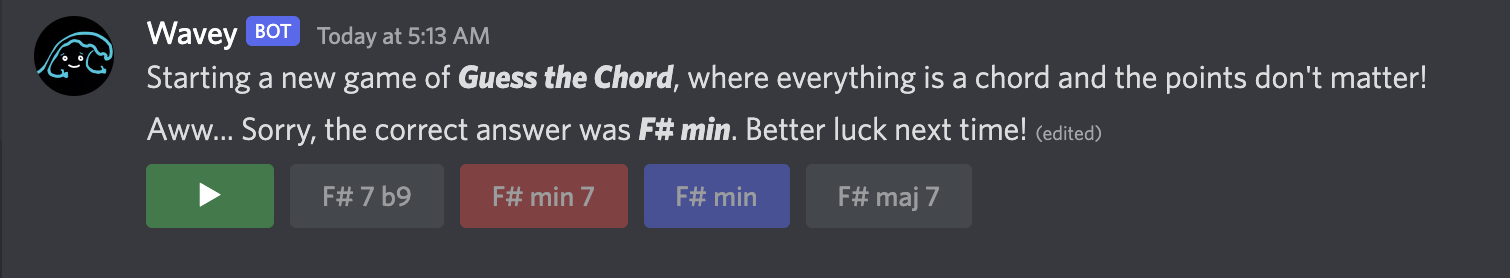 Wavey BOT Today at 5:13 AM
Starting a new game of Guess the Chord, where everything is a chord and the points don't matter!
Aww... Sorry, the correct answer was F# min. Better luck next time! (edited)
F# 7 b9 F# min 7 F# min F# maj 7